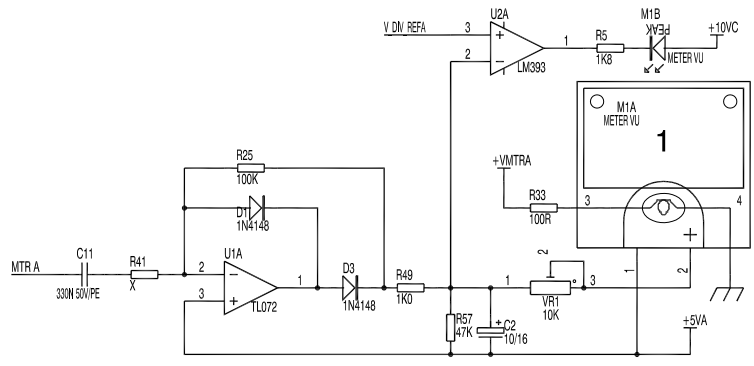 U2A
M1B
PEAK
+10VC
V_DIV_REFA
3
+
1
R5
1K8
METER VU
2
−
LM393
M1A
METER VU
1
R25
100K
+VMTRA
R33
100R
3
4
D1
1N4148
+
C11
R41
U1A
D3
R49
2
MTR A
2
−
1
1
3
1
2
330N 50V/PE
X
3
+
TL072
1N4148
1K0
VR1
10K
R57
47K
+
C2
10/16
+5VA